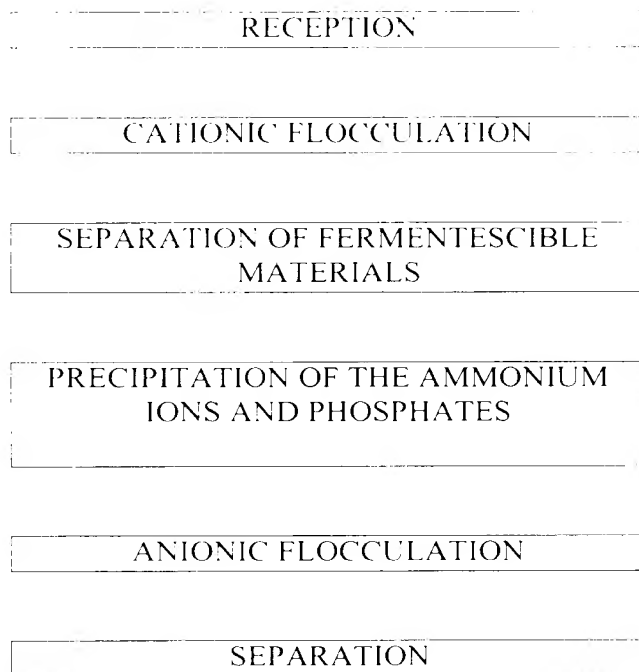 RECEPTION
CATIONIC FLOCCULATION
SEPARATION OF FERMENTESCIBLE
MATERIALS
PRECIPITATION OF THE AMMONIUM
IONS AND PHOSPHATES
ANIONIC FLOCCULATION
SEPARATION